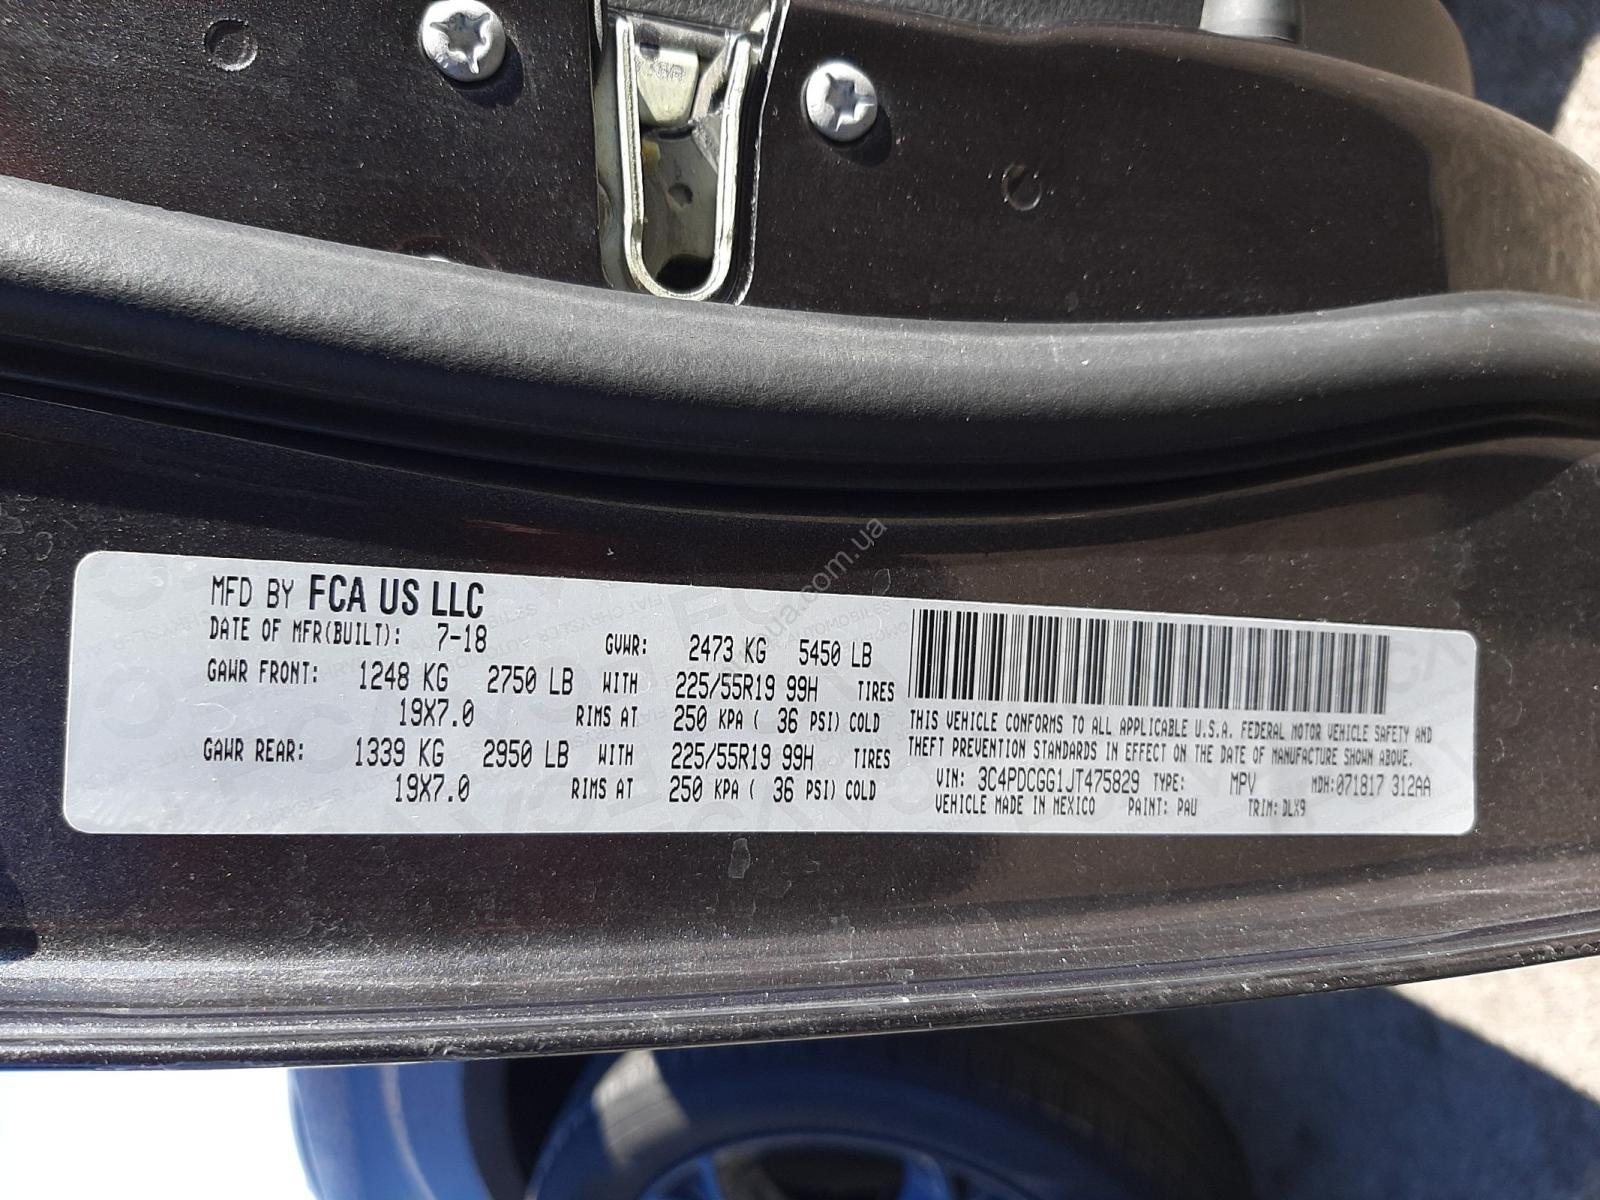 MFD BY FCA US LLC
DATE OF MFR(BUILT): 7-18 GVWR: 2473 KG 5450 LB
GAWR FRONT: 1248 KG 2750 LB WITH 225/55R19 99H TIRES
19X7.0 RIMS AT 250 KPA ( 36 PSI) COLD
GAWR REAR: 1339 KG 2950 LB WITH 225/55R19 99H TIRES
19X7.0 RIMS AT 250 KPA ( 36 PSI) COLD
THIS VEHICLE CONFORMS TO ALL APPLICABLE U.S.A. FEDERAL MOTOR VEHICLE SAFETY AND
THEFT PREVENTION STANDARDS IN EFFECT ON THE DATE OF MANUFACTURE SHOWN ABOVE.
VIN: 3C4PDCGG1JT475829 TYPE: MPV MDH:071817 312AA
VEHICLE MADE IN MEXICO PAINT: PAU TRIM: DLX9